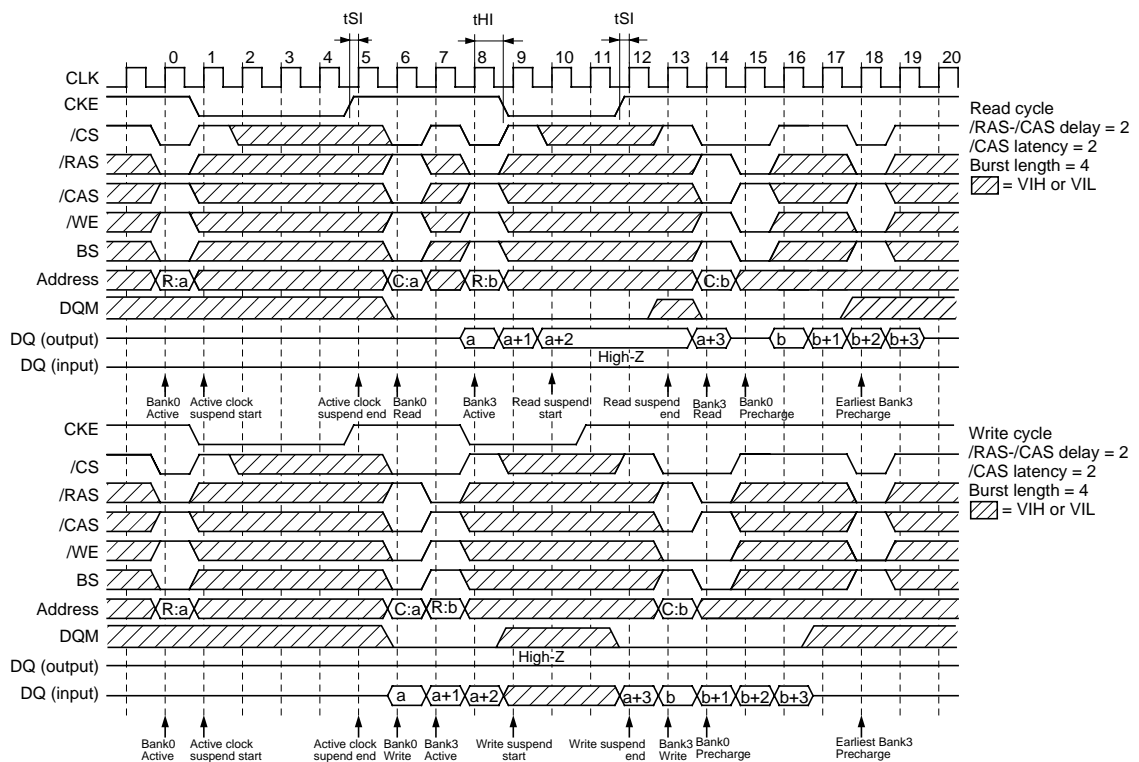 tSI tHI tSI
0 1 2 3 4 5 6 7 8 9 10 11 12 13 14 15 16 17 18 19 20
CLK
CKE
/CS
/RAS
/CAS
/WE
BS
Address R:a C:a R:b C:b
DQM
DQ (output) a a+1 a+2 a+3 b b+1 b+2 b+3
High-Z
DQ (input)
Read cycle
/RAS-/CAS delay = 2
/CAS latency = 2
Burst length = 4
= VIH or VIL
Bank0 Active
Active clock suspend start
Active clock suspend end
Bank0 Read
Bank3 Active
Read suspend start
Read suspend end
Bank3 Read
Bank0 Precharge
Earliest Bank3 Precharge
CKE
/CS
/RAS
/CAS
/WE
BS
Address R:a C:a R:b C:b
DQM
High-Z
DQ (output)
DQ (input) a a+1 a+2 a+3 b b+1 b+2 b+3
Write cycle
/RAS-/CAS delay = 2
/CAS latency = 2
Burst length = 4
= VIH or VIL
Bank0 Active
Active clock supend start
Active clock supend end
Bank0 Write
Bank3 Active
Write suspend start
Write suspend end
Bank3 Write
Bank0 Precharge
Earliest Bank3 Precharge